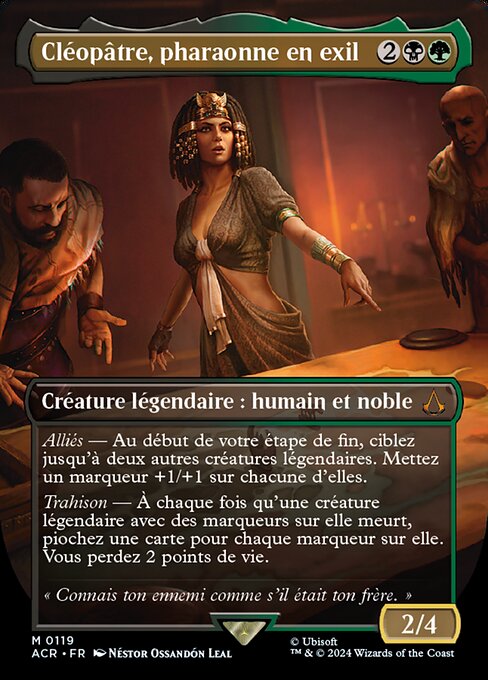 Cléopâtre, pharaonne en exil 2
Créature légendaire : humain et noble
Alliés — Au début de votre étape de fin, ciblez
jusqu'à deux autres créatures légendaires. Mettez
un marqueur +1/+1 sur chacune d'elles.
Trahison — À chaque fois qu'une créature
légendaire avec des marqueurs sur elle meurt,
piochez une carte pour chaque marqueur sur elle.
Vous perdez 2 points de vie.
« Connais ton ennemi comme s'il était ton frère. »
2/4
M 0119
ACR • FR Néstor Ossandón Leal
© Ubisoft
™ & © 2024 Wizards of the Coast